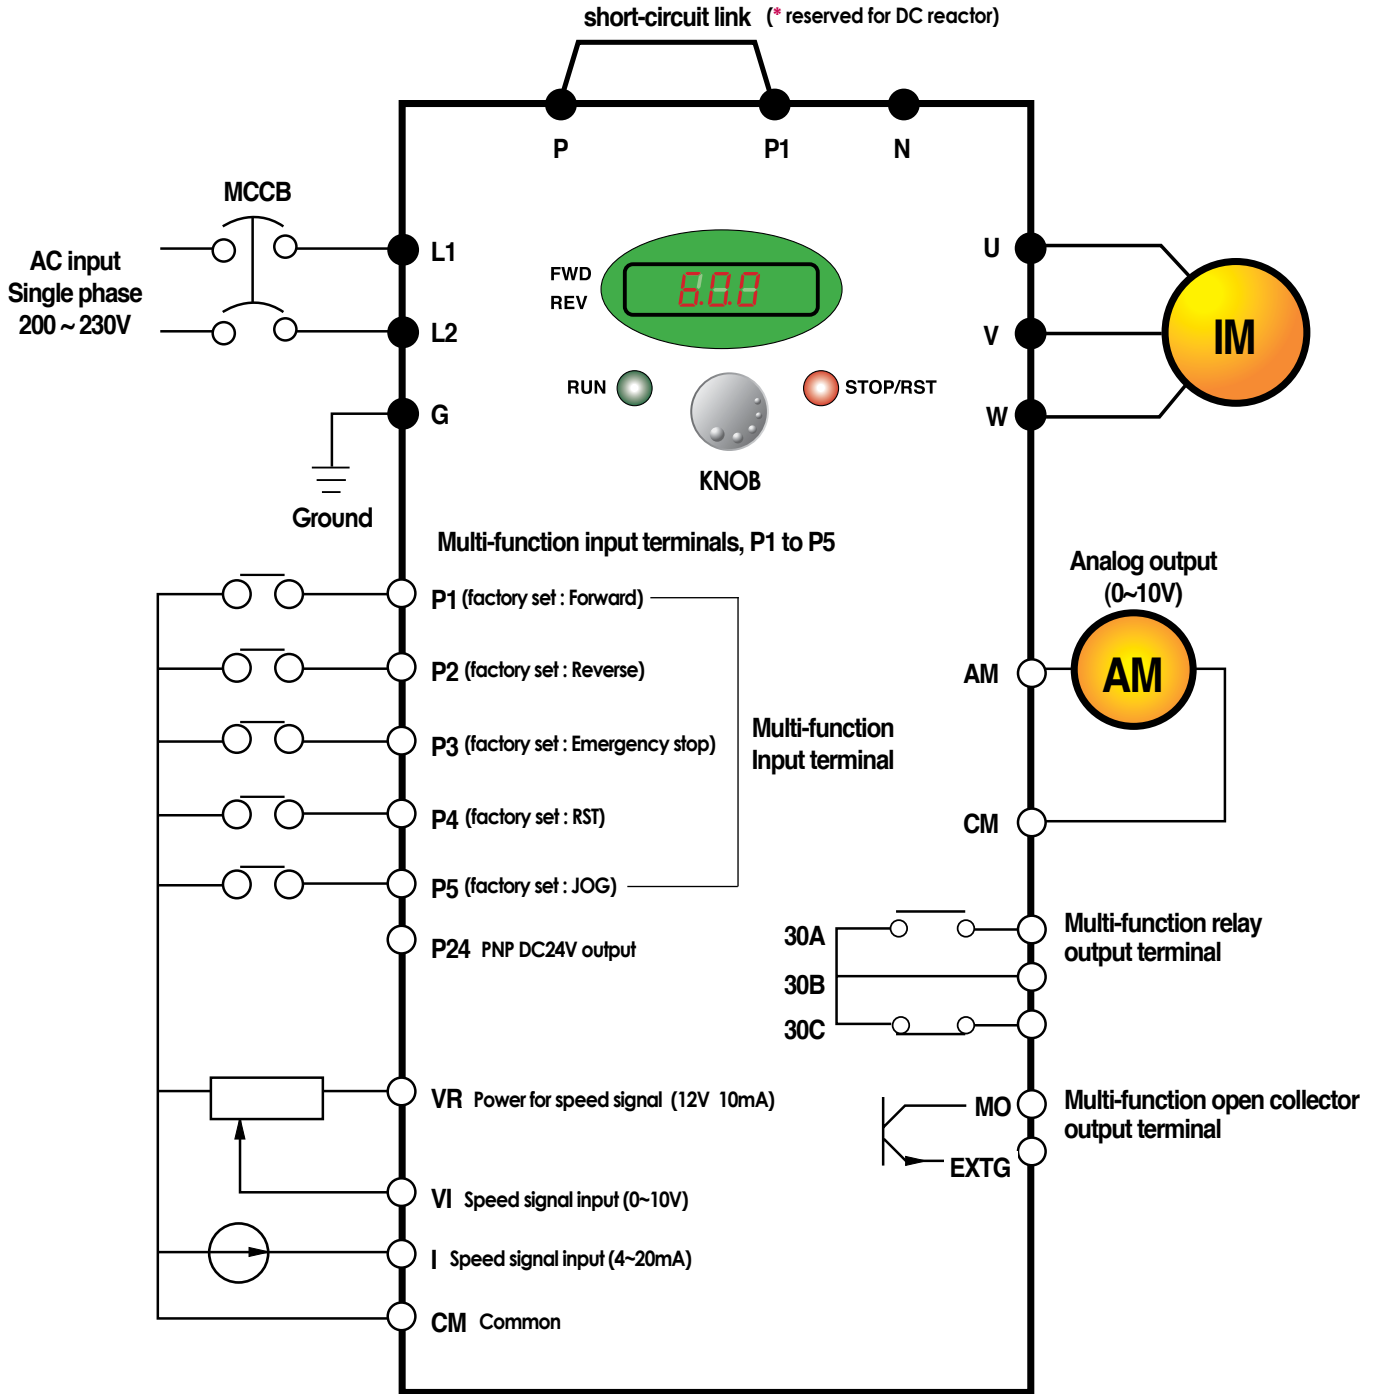 short-circuit link (* reserved for DC reactor)
P
P1
N
MCCB
AC input
Single phase
200 ~ 230V
L1
L2
G
Ground
FWD
REV
6.0.0
RUN
STOP/RST
KNOB
U
V
W
IM
Multi-function input terminals, P1 to P5
P1 (factory set : Forward)
P2 (factory set : Reverse)
P3 (factory set : Emergency stop)
P4 (factory set : RST)
P5 (factory set : JOG)
Multi-function
Input terminal
P24 PNP DC24V output
VR Power for speed signal (12V 10mA)
VI Speed signal input (0~10V)
I Speed signal input (4~20mA)
CM Common
Analog output
(0~10V)
AM
AM
CM
30A
30B
30C
Multi-function relay
output terminal
MO
EXTG
Multi-function open collector
output terminal